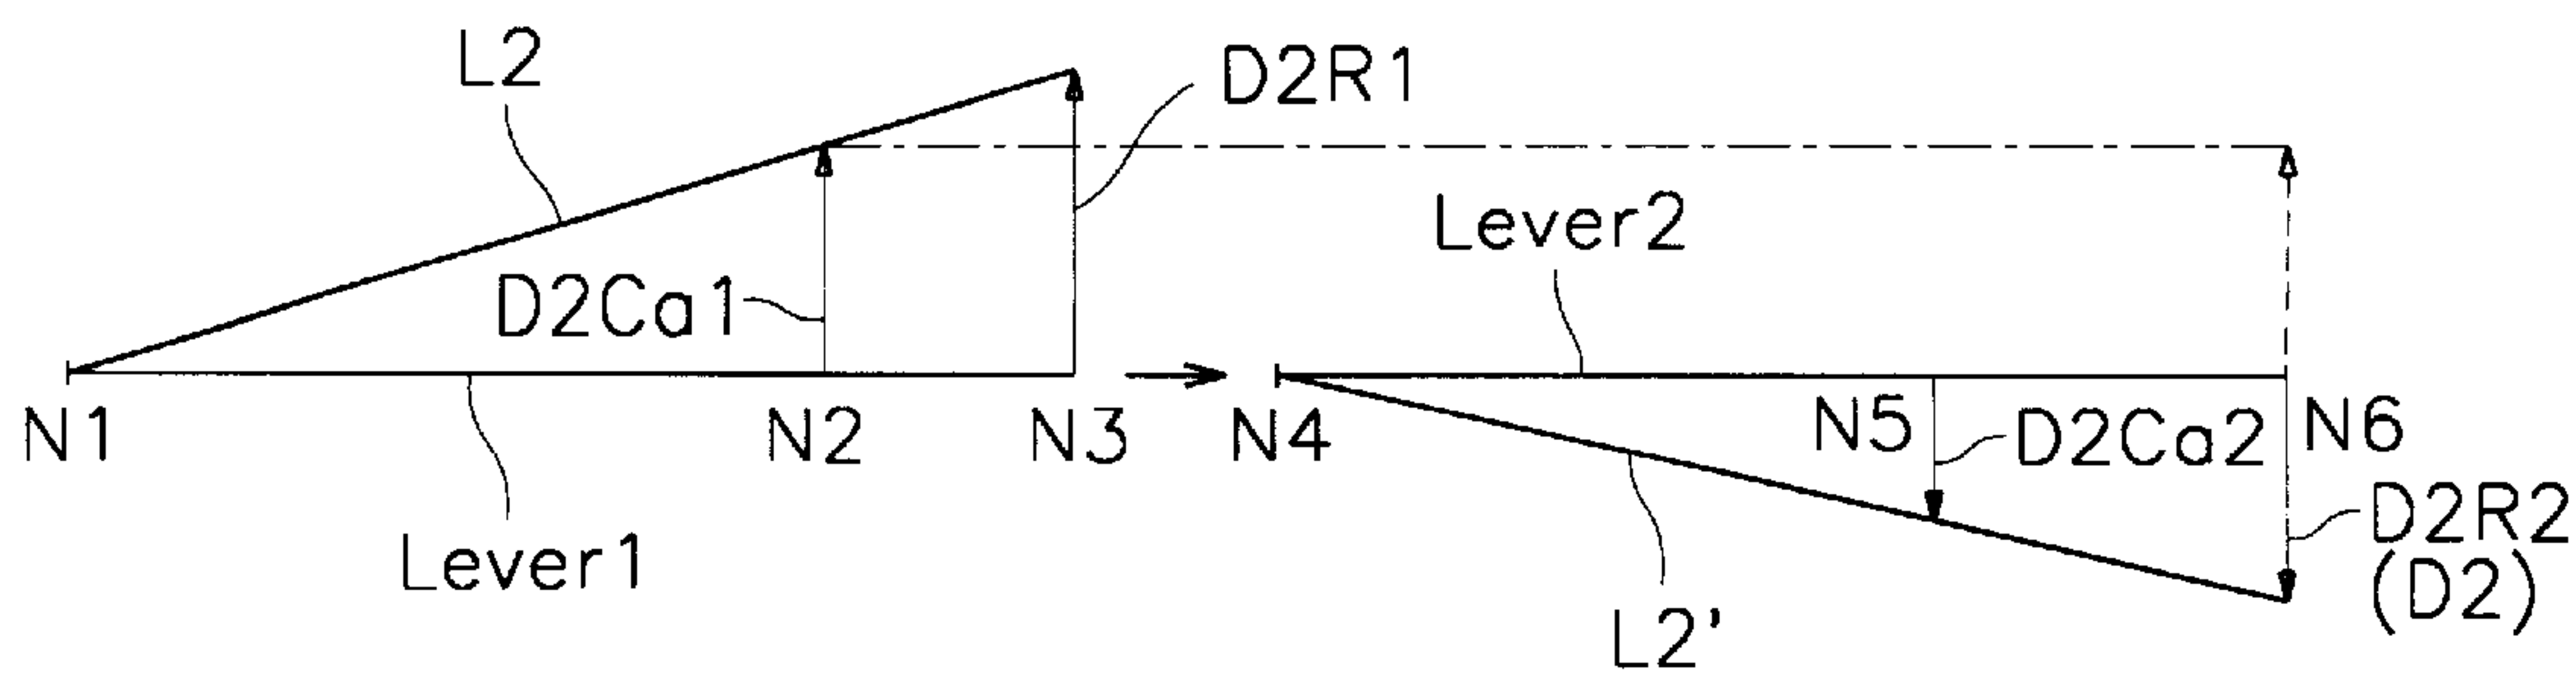 L2
D2R1
Lever2
D2Ca1
N1
N2
N3
N4
N5
D2Ca2
N6
D2R2
(D2)
Lever1
L2'